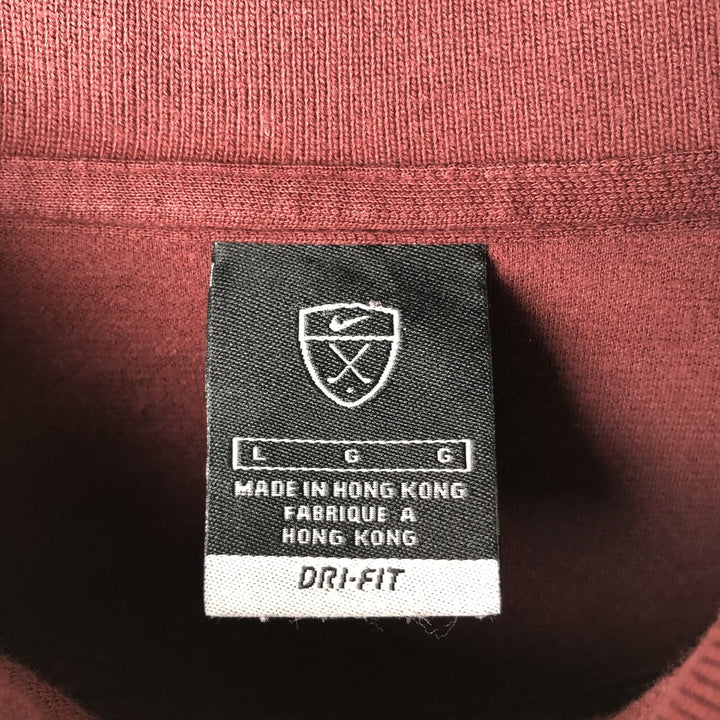 L G G
MADE IN HONG KONG
FABRIQUE A
HONG KONG
DRI-FIT